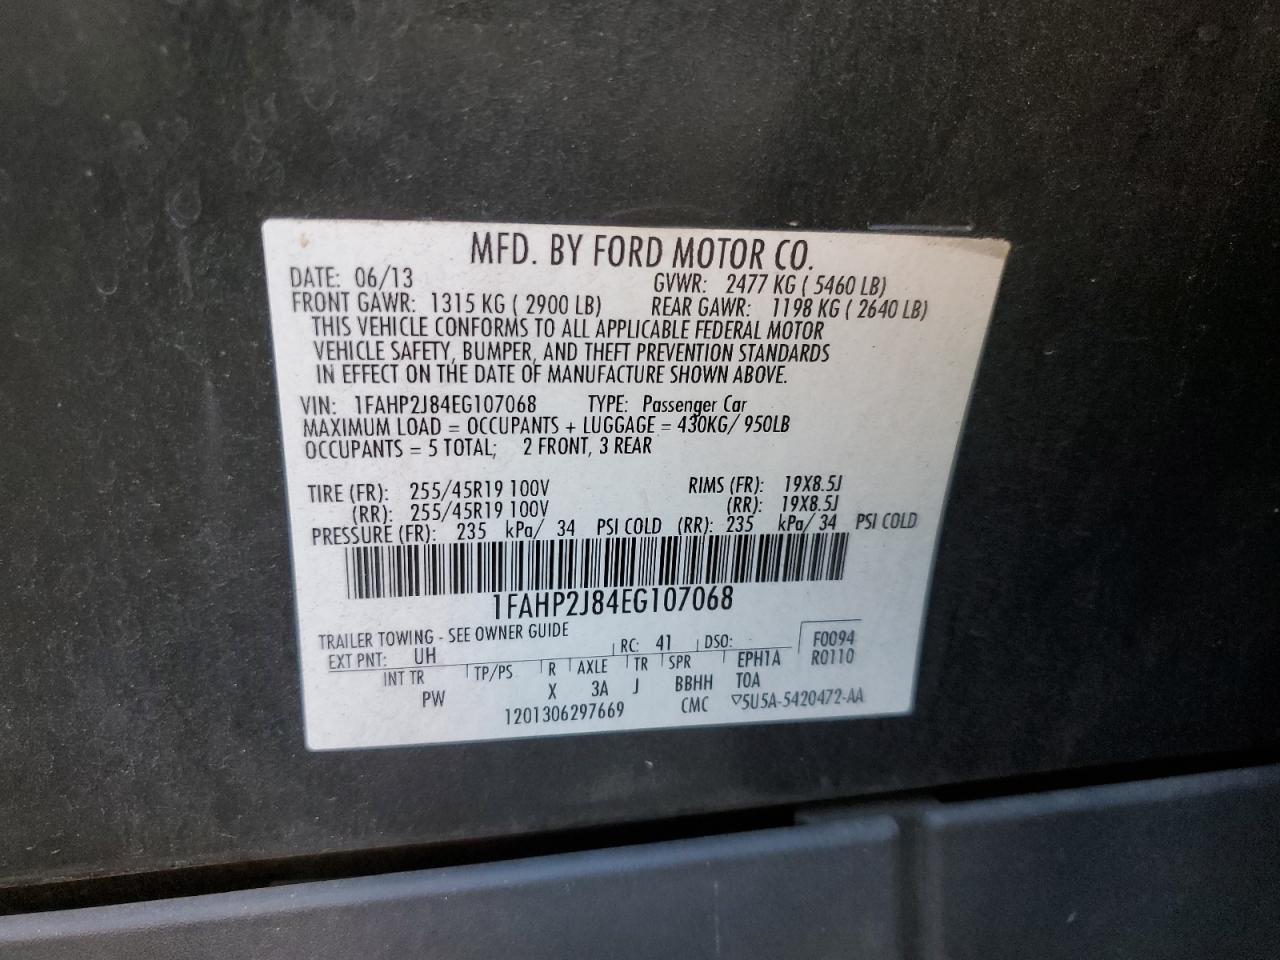 MFD. BY FORD MOTOR CO.
DATE: 06/13 GVWR: 2477 KG ( 5460 LB)
FRONT GAWR: 1315 KG ( 2900 LB) REAR GAWR: 1198 KG ( 2640 LB)
THIS VEHICLE CONFORMS TO ALL APPLICABLE FEDERAL MOTOR
VEHICLE SAFETY, BUMPER, AND THEFT PREVENTION STANDARDS
IN EFFECT ON THE DATE OF MANUFACTURE SHOWN ABOVE.
VIN: 1FAHP2J84EG107068 TYPE: Passenger Car
MAXIMUM LOAD = OCCUPANTS + LUGGAGE = 430KG/ 950LB
OCCUPANTS = 5 TOTAL; 2 FRONT, 3 REAR
TIRE (FR): 255/45R19 100V RIMS (FR): 19X8.5J
(RR): 255/45R19 100V (RR): 19X8.5J
PRESSURE (FR): 235 kPa/ 34 PSI COLD (RR): 235 kPa/ 34 PSI COLD
1FAHP2J84EG107068
TRAILER TOWING - SEE OWNER GUIDE
EXT PNT: UH RC: 41 DSO: F0094
INT TR TP/PS R AXLE TR SPR EPH1A R0110
PW X 3A J BBHH T0A
1201306297669 CMC ▽5U5A-5420472-AA